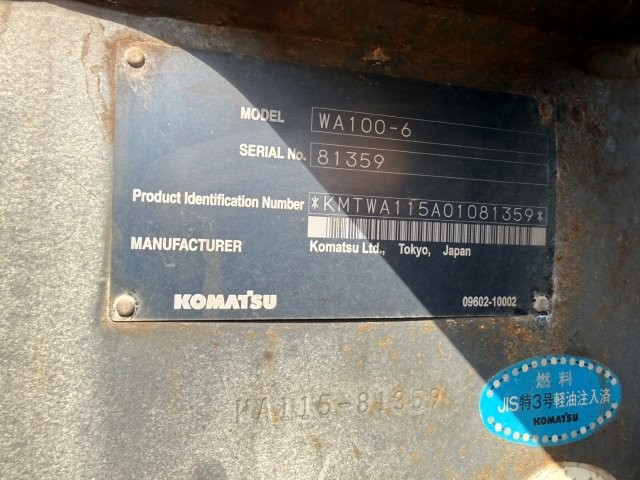 MODEL WA100-6
SERIAL No. 81359
Product Identification Number *KMTWA115A01081359*
MANUFACTURER Komatsu Ltd., Tokyo, Japan
KOMATSU 09602-10002
燃料
JIS特3号軽油注入済
KOMATSU